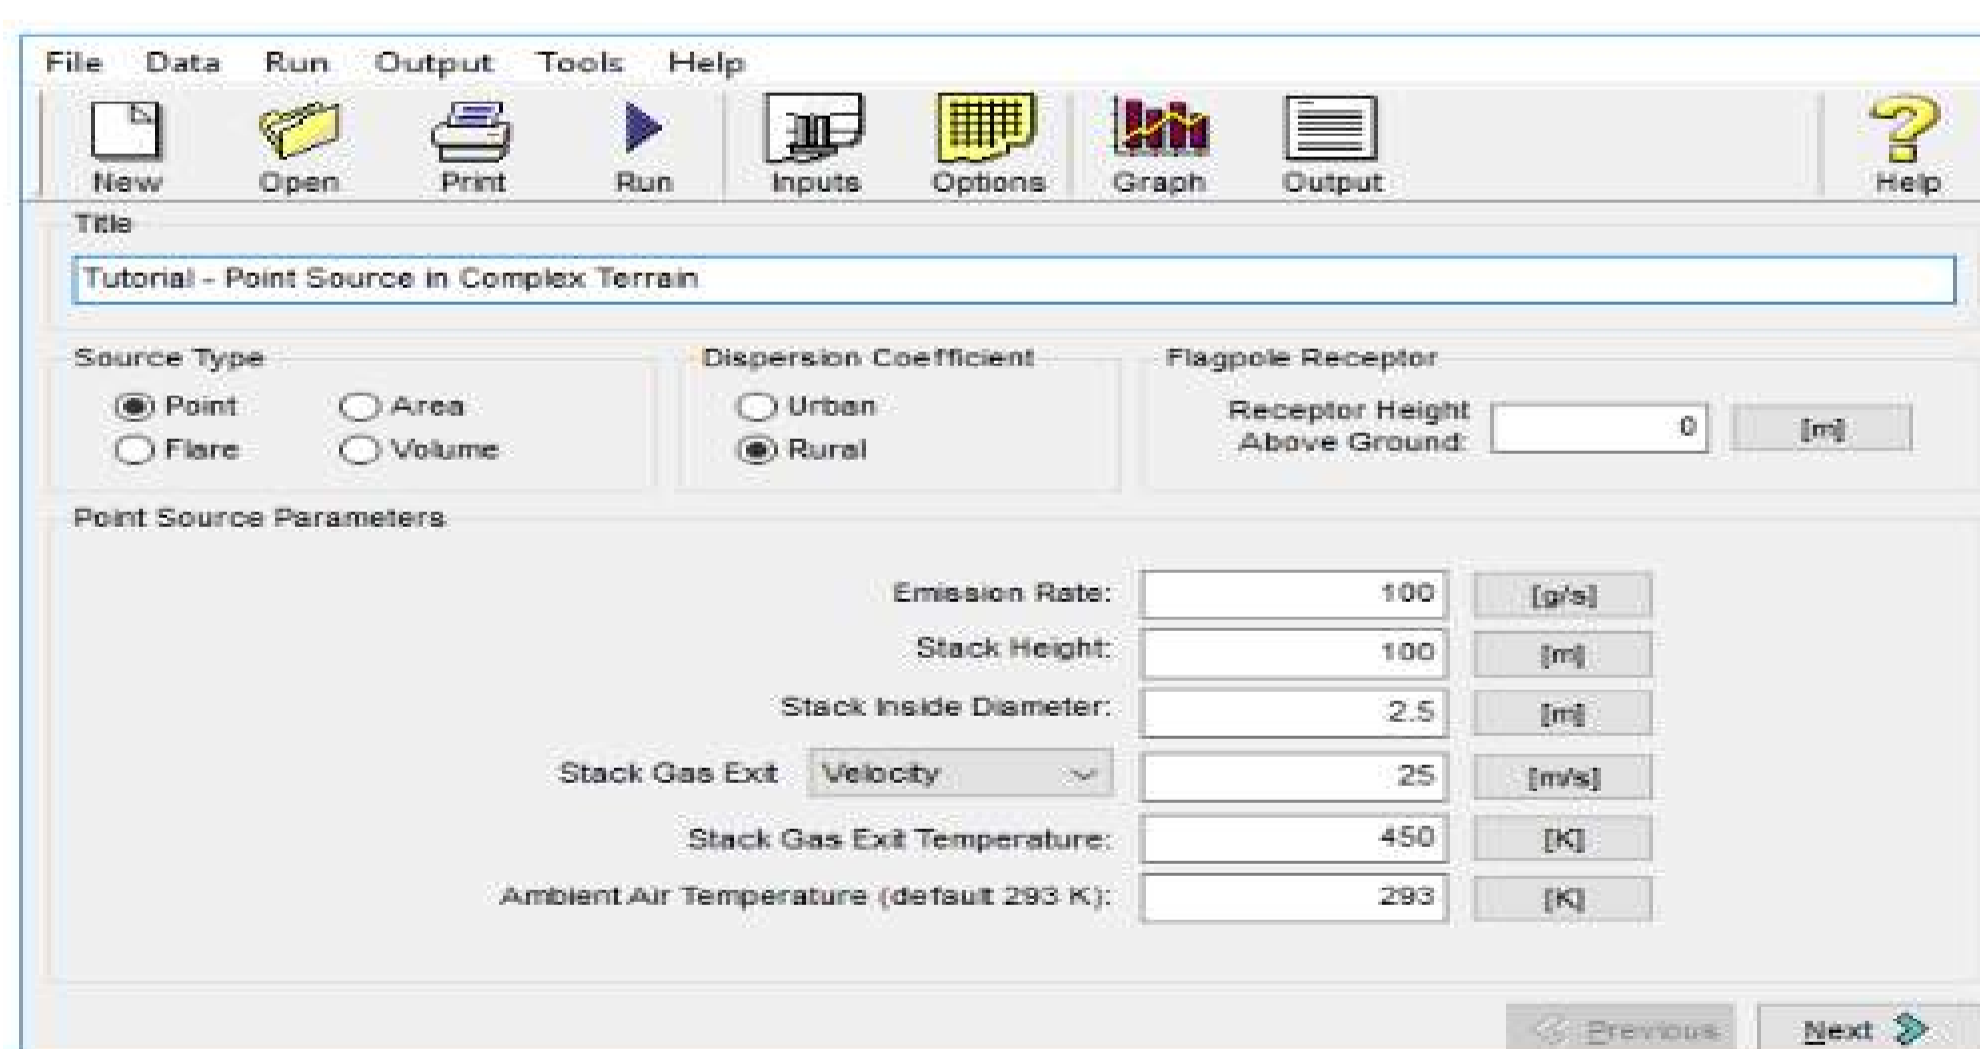 File Data Run Output Tools Help
New Open Print Run Inputs Options Graph Output Help
Title
Tutorial - Point Source in Complex Terrain
Source Type Dispersion Coefficient Flagpole Receptor
Point Area Urban Receptor Height
Above Ground: 0 [m]
Flare Volume Rural
Point Source Parameters
Emission Rate: 100 [g/s]
Stack Height: 100 [m]
Stack Inside Diameter: 2.5 [m]
Stack Gas Exit Velocity 25 [m/s]
Stack Gas Exit Temperature: 450 [K]
Ambient Air Temperature (default 293 K): 293 [K]
Previous Next